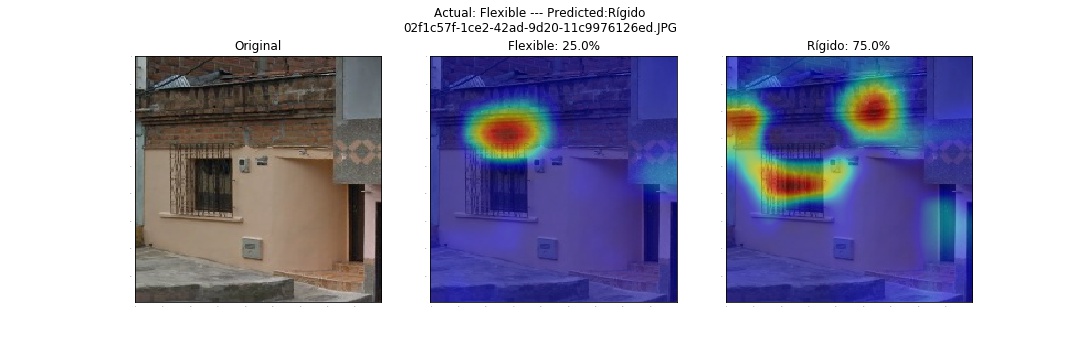 Actual: Flexible --- Predicted:Rígido
02f1c57f-1ce2-42ad-9d20-11c9976126ed.JPG
Original
Flexible: 25.0%
Rígido: 75.0%